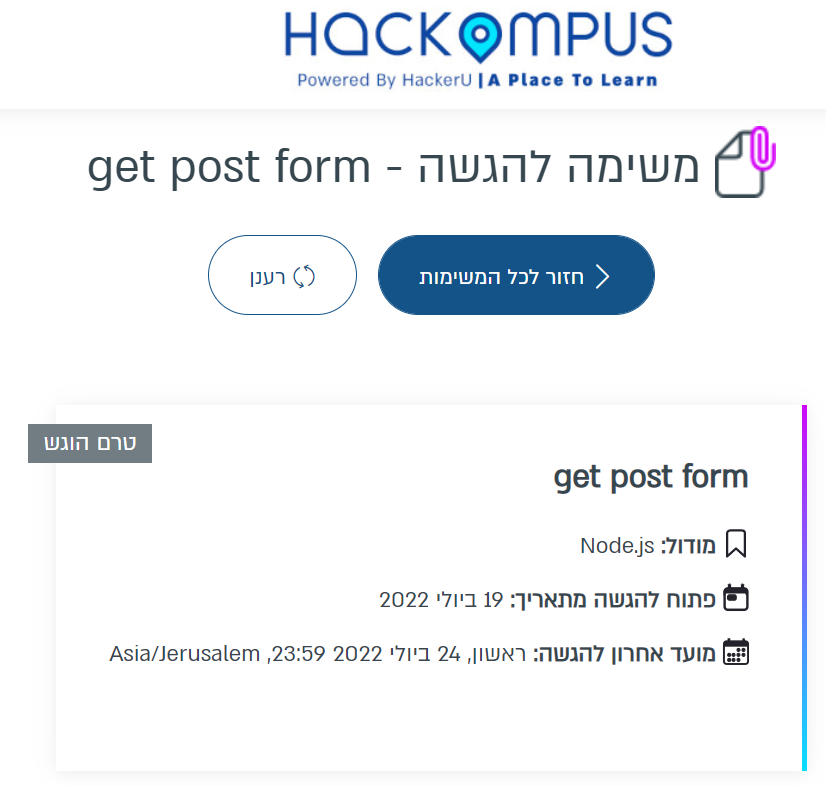 HACKOMPUS
Powered By HackerU | A Place To Learn
משימה להגשה - get post form
חזור לכל המשימות
רענן
טרם הוגש
get post form
מודול: Node.js
פתוח להגשה מתאריך: 19 ביולי 2022
מועד אחרון להגשה: ראשון, 24 ביולי 2022 23:59, Asia/Jerusalem